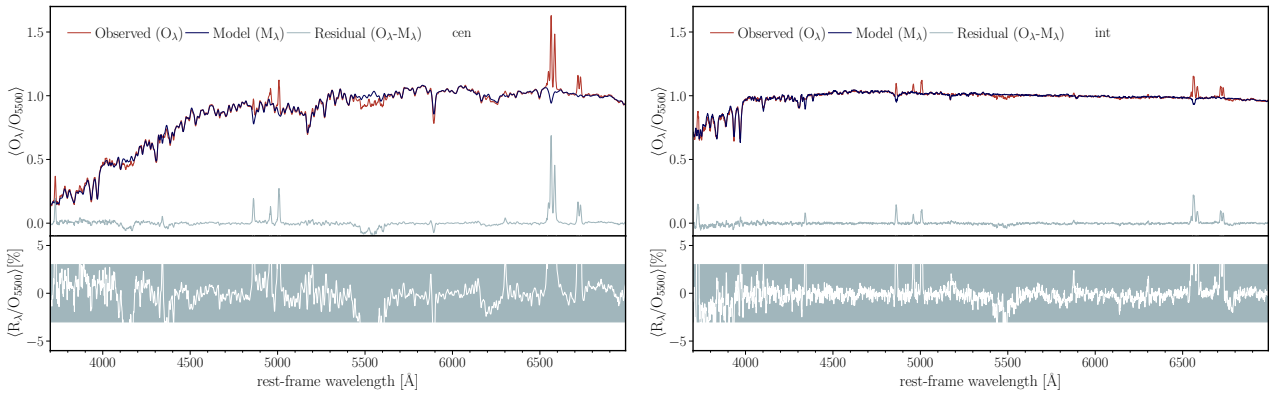 Observed (Oλ) Model (Mλ) Residual (Oλ-Mλ) cen
1.5
1.0
0.5
0.0
⟨Oλ/O5500⟩
5
0
−5
⟨Rλ/O5500⟩[%]
4000 4500 5000 5500 6000 6500
rest-frame wavelength [Å]
Observed (Oλ) Model (Mλ) Residual (Oλ-Mλ) int
1.5
1.0
0.5
0.0
⟨Oλ/O5500⟩
5
0
−5
⟨Rλ/O5500⟩[%]
4000 4500 5000 5500 6000 6500
rest-frame wavelength [Å]